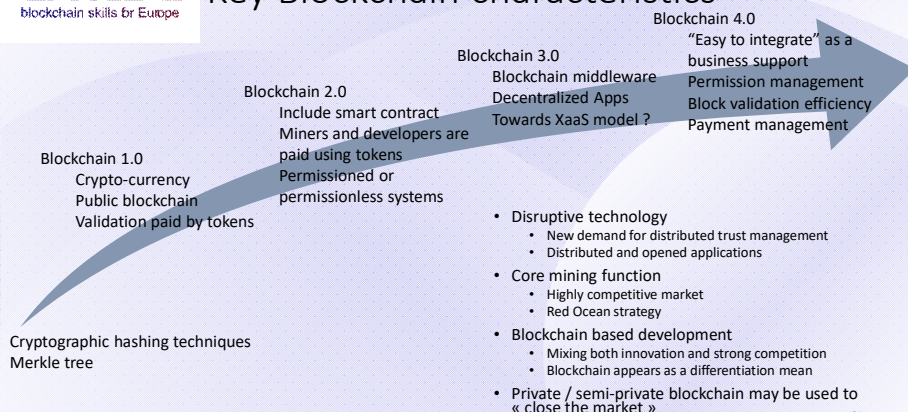 blockchain skills for Europe
Key Blockchain characteristics
Blockchain 4.0
“Easy to integrate” as a
business support
Permission management
Block validation efficiency
Payment management
Blockchain 3.0
Blockchain middleware
Decentralized Apps
Towards XaaS model ?
Blockchain 2.0
Include smart contract
Miners and developers are
paid using tokens
Permissioned or
permissionless systems
Blockchain 1.0
Crypto-currency
Public blockchain
Validation paid by tokens
Cryptographic hashing techniques
Merkle tree
• Disruptive technology
• New demand for distributed trust management
• Distributed and opened applications
• Core mining function
• Highly competitive market
• Red Ocean strategy
• Blockchain based development
• Mixing both innovation and strong competition
• Blockchain appears as a differentiation mean
• Private / semi-private blockchain may be used to
« close the market »